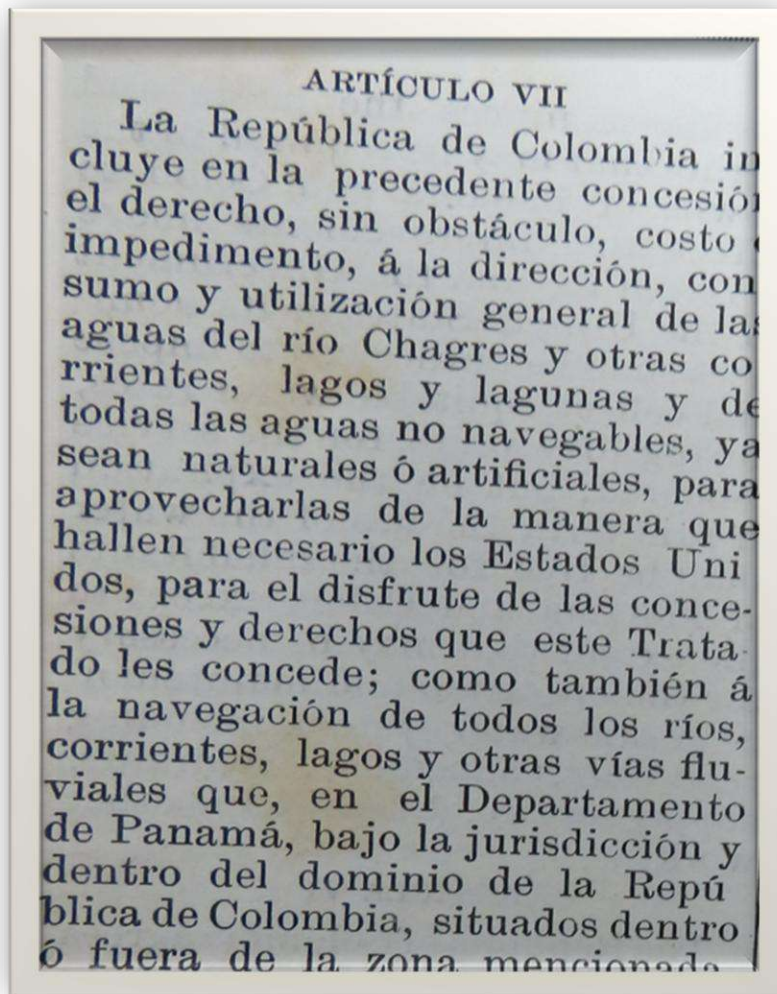 ARTÍCULO VII
La República de Colombia in
cluye en la precedente concesión
el derecho, sin obstáculo, costo
impedimento, á la dirección, con
sumo y utilización general de las
aguas del río Chagres y otras co
rrientes, lagos y lagunas y de
todas las aguas no navegables, ya
sean naturales ó artificiales, para
aprovecharlas de la manera que
hallen necesario los Estados Uni
dos, para el disfrute de las conce-
siones y derechos que este Trata-
do les concede; como también á
la navegación de todos los ríos,
corrientes, lagos y otras vías flu-
viales que, en el Departamento
de Panamá, bajo la jurisdicción y
dentro del dominio de la Repú
blica de Colombia, situados dentro
ó fuera de la zona mencionada